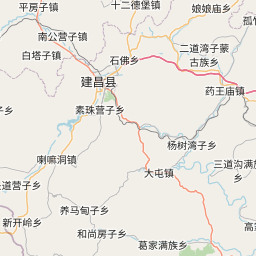 平房子镇
十二德堡镇
娘娘庙乡
南公营子镇
白塔子镇
石佛乡
二道湾子蒙
古族乡
建昌县
药王庙镇
素珠营子乡
杨树湾子乡
喇嘛洞镇
三道沟满
乡
大屯镇
道营子乡
养马甸子乡
新开岭乡
和尚房子乡
葛家满族乡